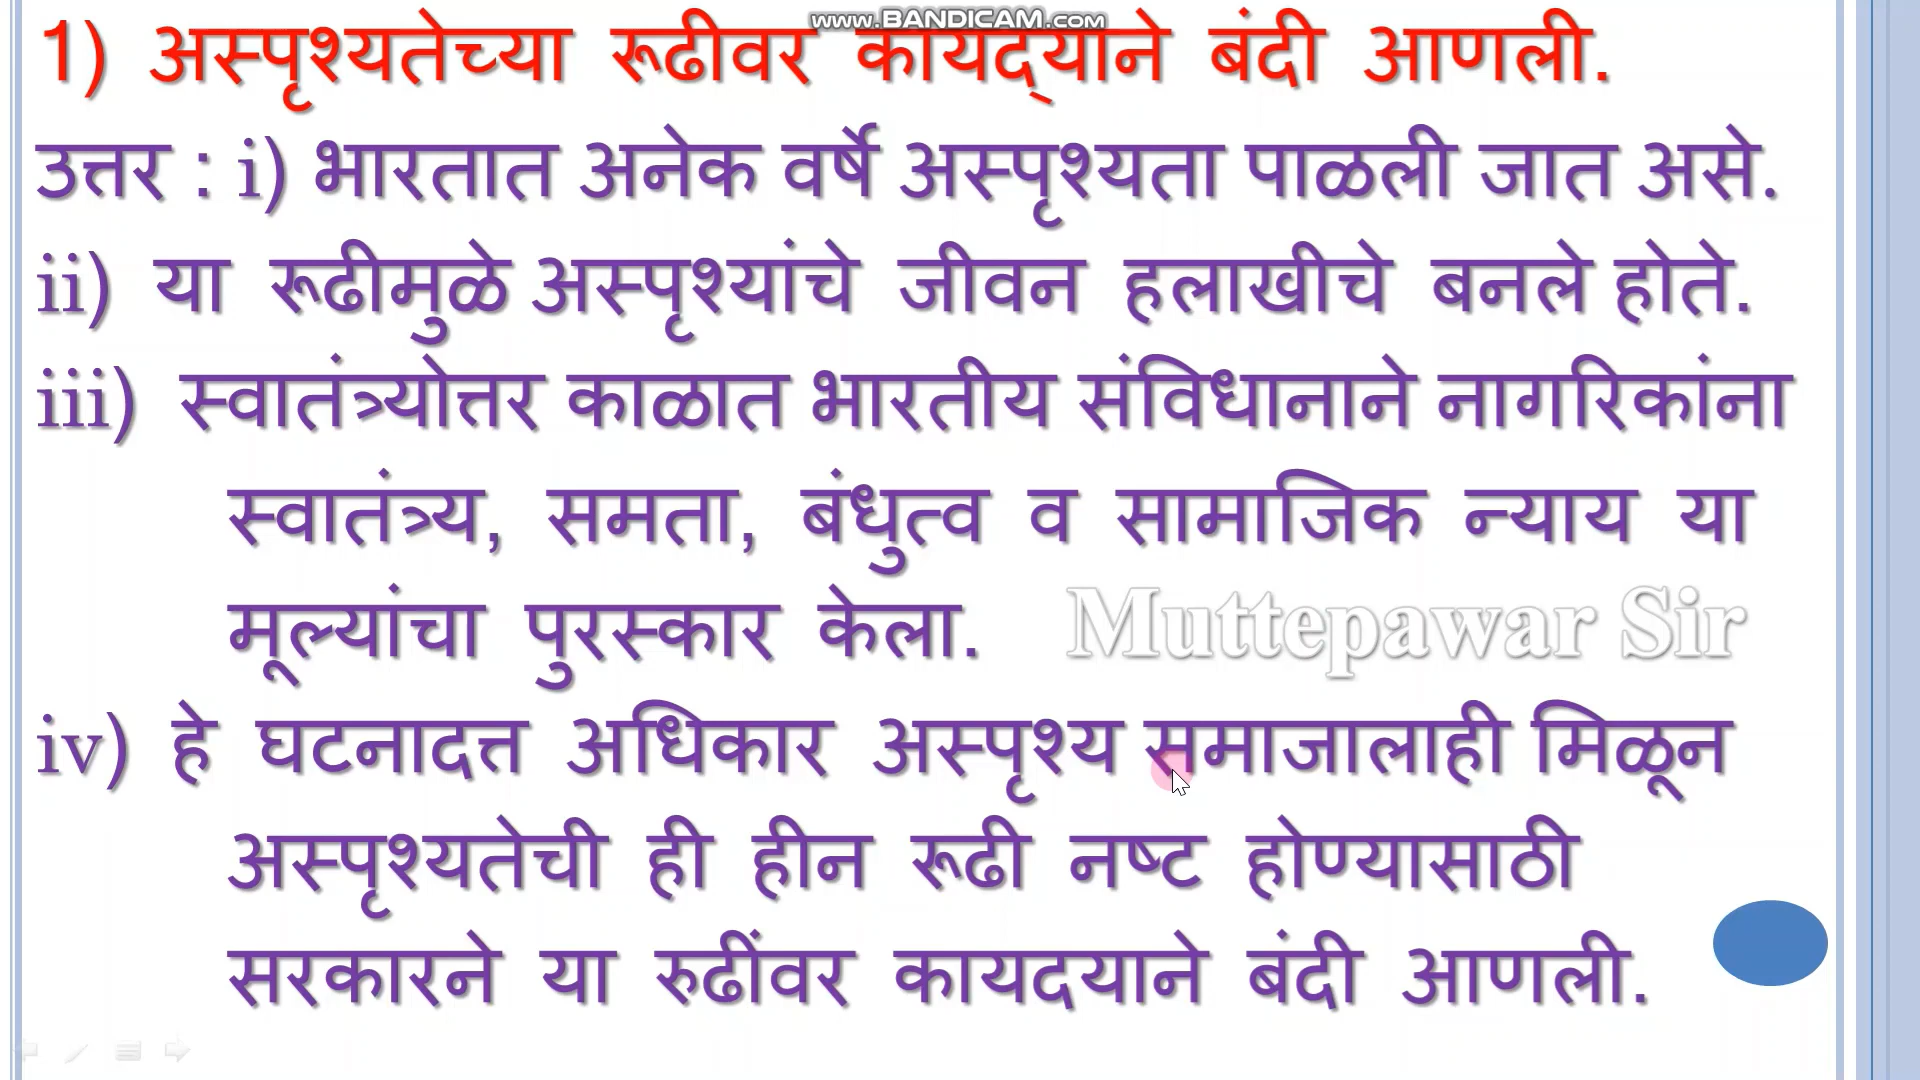 www.BANDICAM.com
1) अस्पृश्यतेच्या रूढीवर कायद्‌याने बंदी आणली.
उत्तर : i) भारतात अनेक वर्षे अस्पृश्यता पाळली जात असे.
ii) या रूढीमुळे अस्पृश्यांचे जीवन हलाखीचे बनले होते.
iii) स्वातंत्र्योत्तर काळात भारतीय संविधानाने नागरिकांना
स्वातंत्र्य, समता, बंधुत्व व सामाजिक न्याय या
मूल्यांचा पुरस्कार केला. Muttepawar Sir
iv) हे घटनादत्त अधिकार अस्पृश्य समाजालाही मिळून
अस्पृश्यतेची ही हीन रूढी नष्ट होण्यासाठी
सरकारने या रुढींवर कायदयाने बंदी आणली.